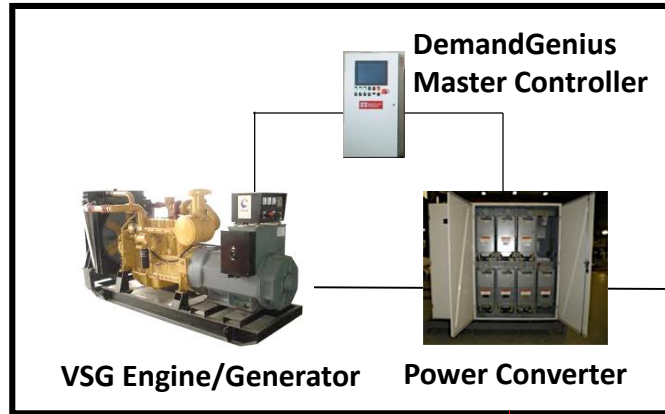 DemandGenius
Master Controller
VSG Engine/Generator
Power Converter